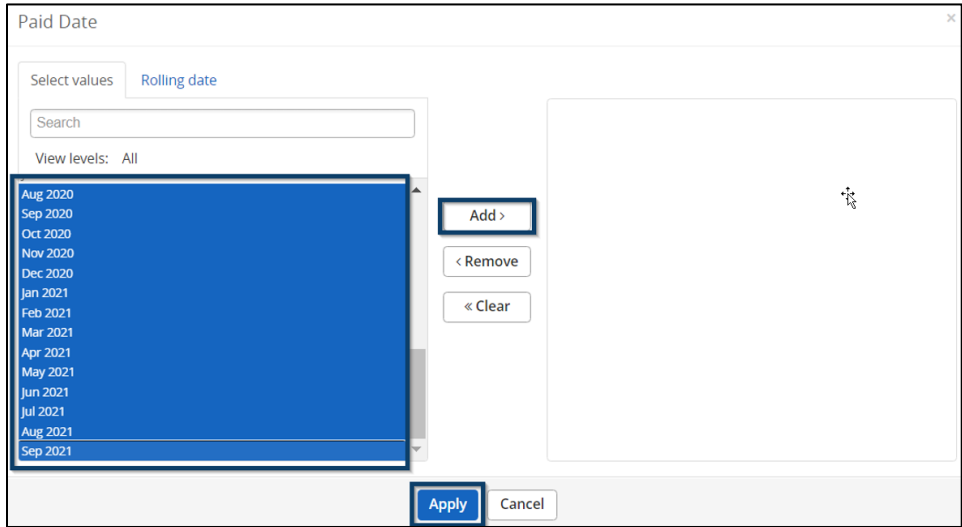 Paid Date
×
Select values
Rolling date
Search
View levels: All
Aug 2020
Sep 2020
Oct 2020
Nov 2020
Dec 2020
Jan 2021
Feb 2021
Mar 2021
Apr 2021
May 2021
Jun 2021
Jul 2021
Aug 2021
Sep 2021
Add >
< Remove
« Clear
Apply
Cancel